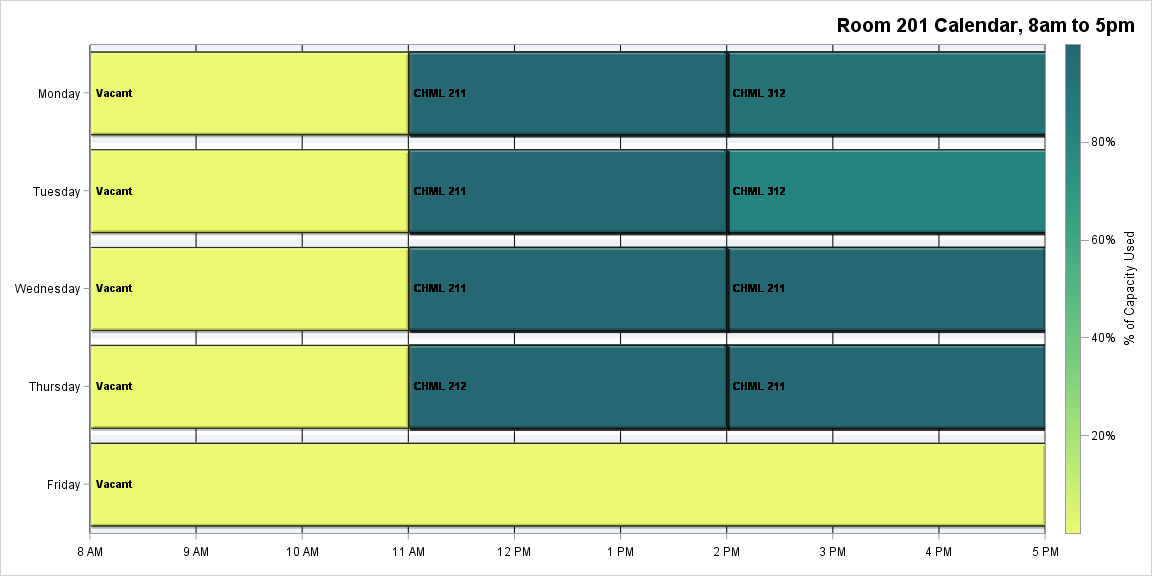 Room 201 Calendar, 8am to 5pm
Monday
Vacant
CHML 211
CHML 312
Tuesday
Vacant
CHML 211
CHML 312
Wednesday
Vacant
CHML 211
CHML 211
Thursday
Vacant
CHML 212
CHML 211
Friday
Vacant
8 AM
9 AM
10 AM
11 AM
12 PM
1 PM
2 PM
3 PM
4 PM
5 PM
80%
60%
40%
20%
% of Capacity Used